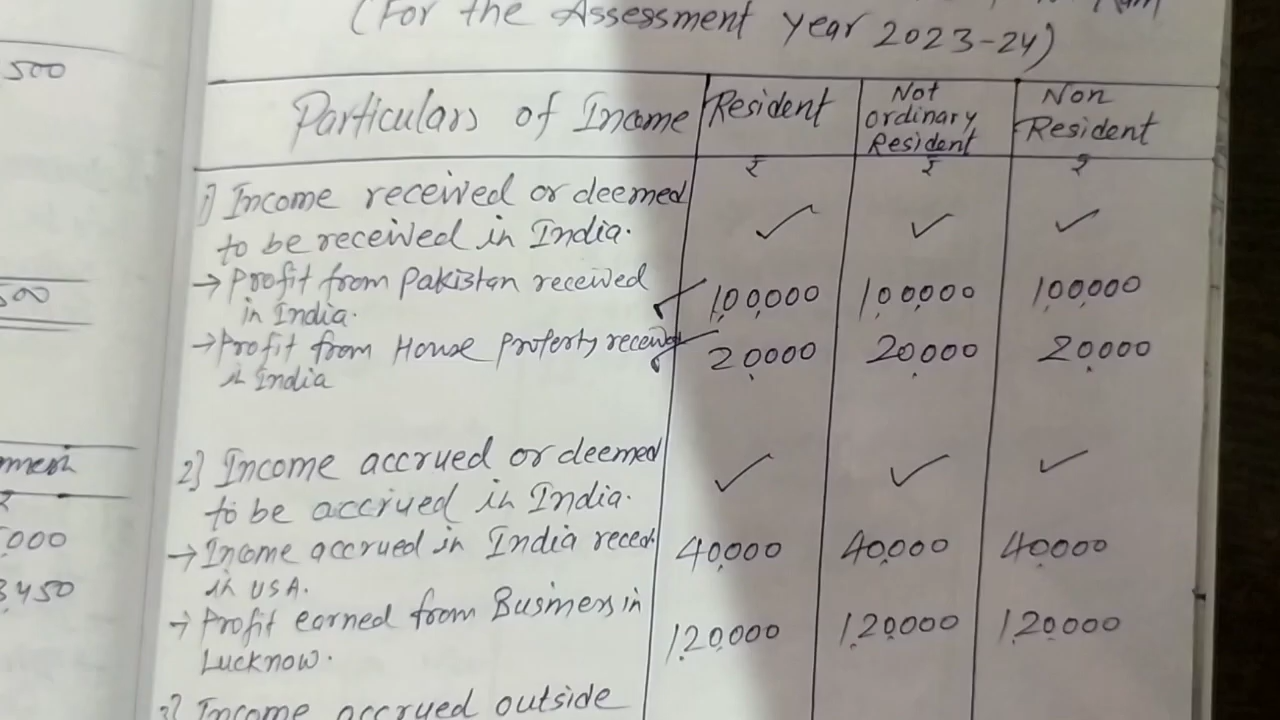 (For the Assessment year 2023-24)
500
Particulars of Income Resident Not ordinary Resident Non Resident
₹ ₹ ₹
1) Income received or deemed
to be received in India. ✓ ✓ ✓
→ Profit from Pakistan received
in India. 1,00,000 1,00,000 1,00,000
→ Profit from House Property
in India 20,000 20,000 20,000
2) Income accrued or deemed
to be accrued in India. ✓ ✓ ✓
→ Income accrued in India
in USA. 40,000 40,000 40,000
→ Profit earned from Business in
Lucknow. 1,20,000 1,20,000 1,20,000
3) Income accrued outside